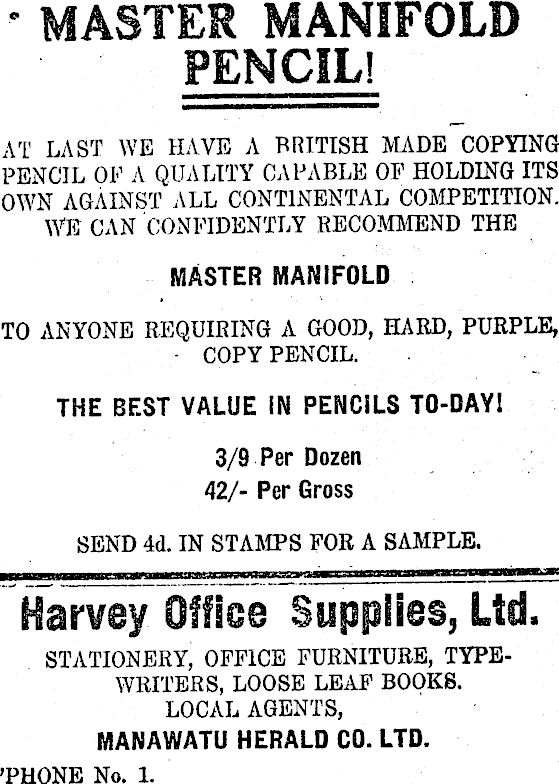 MASTER MANIFOLD
PENCIL!
AT LAST WE HAVE A BRITISH MADE COPYING
PENCIL OF A QUALITY CAPABLE OF HOLDING ITS
OWN AGAINST ALL CONTINENTAL COMPETITION.
WE CAN CONFIDENTLY RECOMMEND THE
MASTER MANIFOLD
TO ANYONE REQUIRING A GOOD, HARD, PURPLE,
COPY PENCIL.
THE BEST VALUE IN PENCILS TO-DAY!
3/9 Per Dozen
42/- Per Gross
SEND 4d. IN STAMPS FOR A SAMPLE.
Harvey Office Supplies, Ltd.
STATIONERY, OFFICE FURNITURE, TYPE-
WRITERS, LOOSE LEAF BOOKS.
LOCAL AGENTS,
MANAWATU HERALD CO. LTD.
'PHONE No. 1.